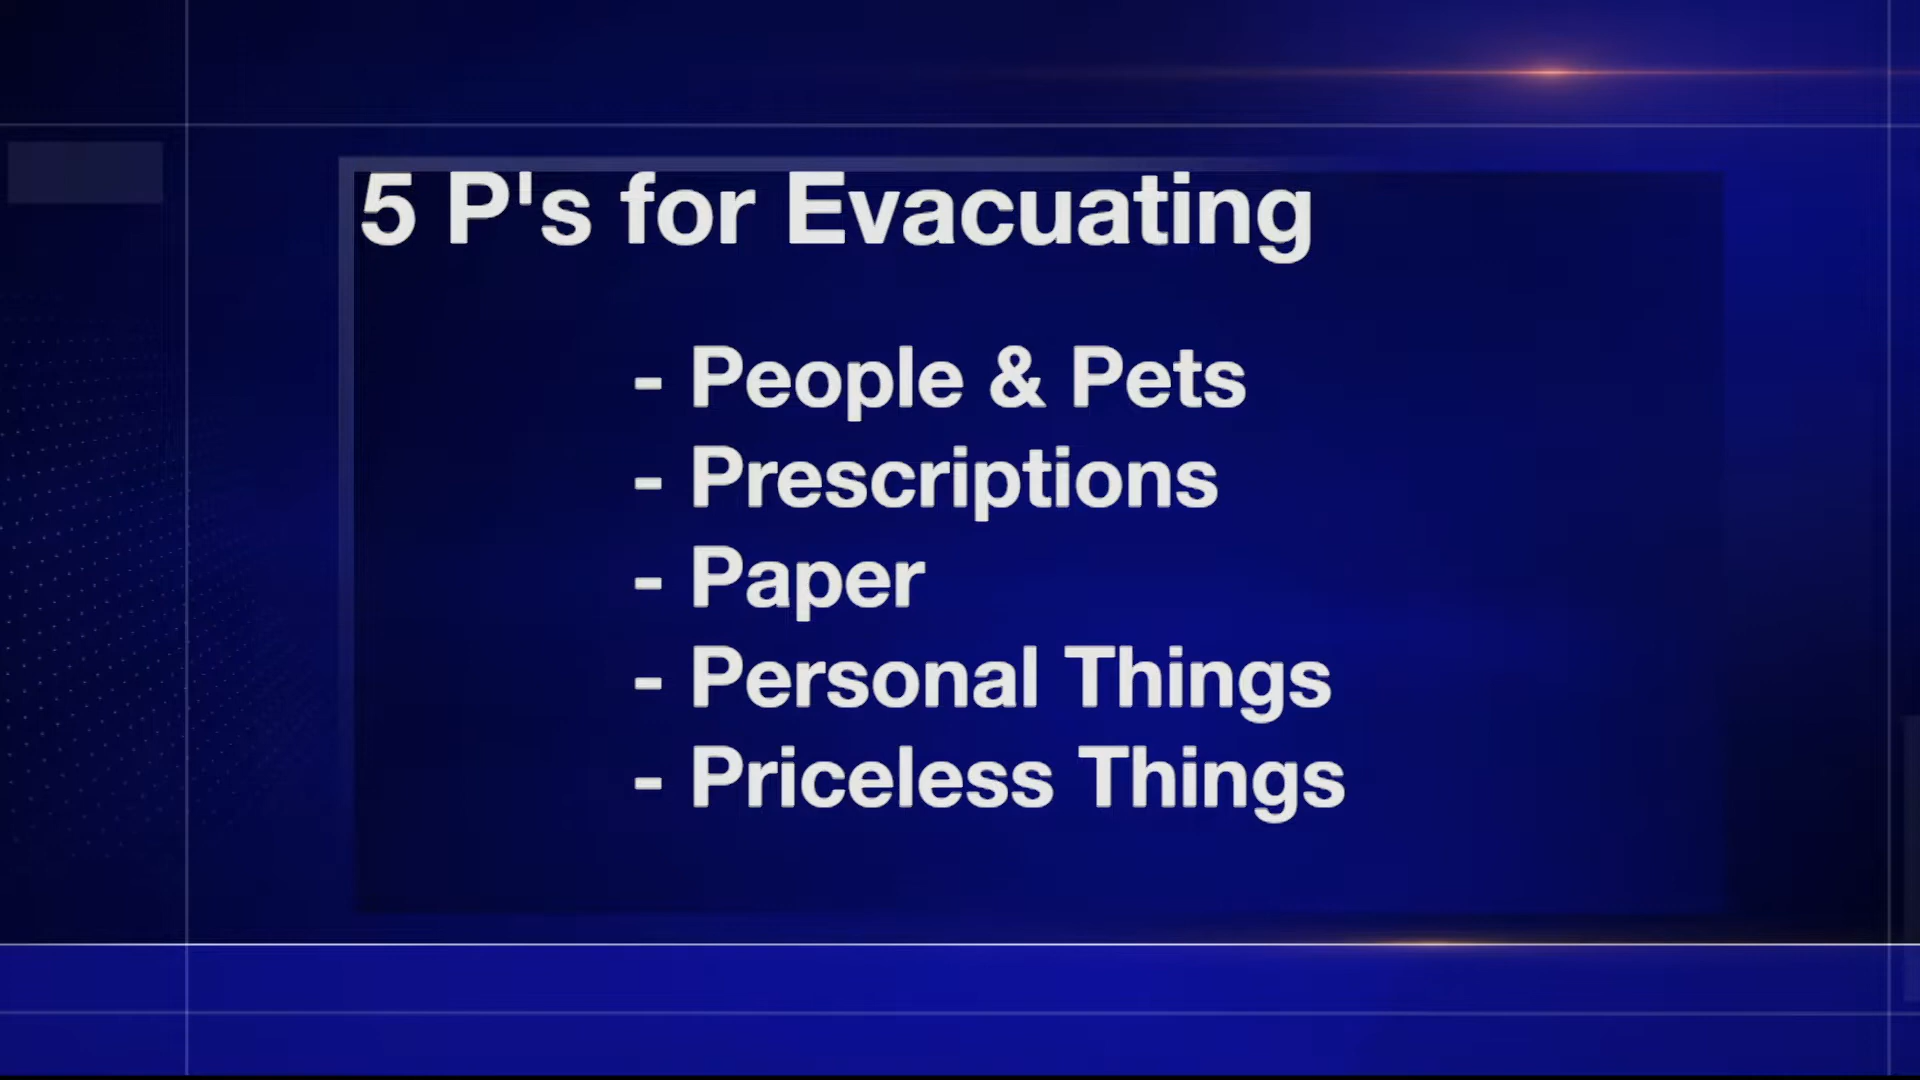 5 P's for Evacuating
- People & Pets
- Prescriptions
- Paper
- Personal Things
- Priceless Things